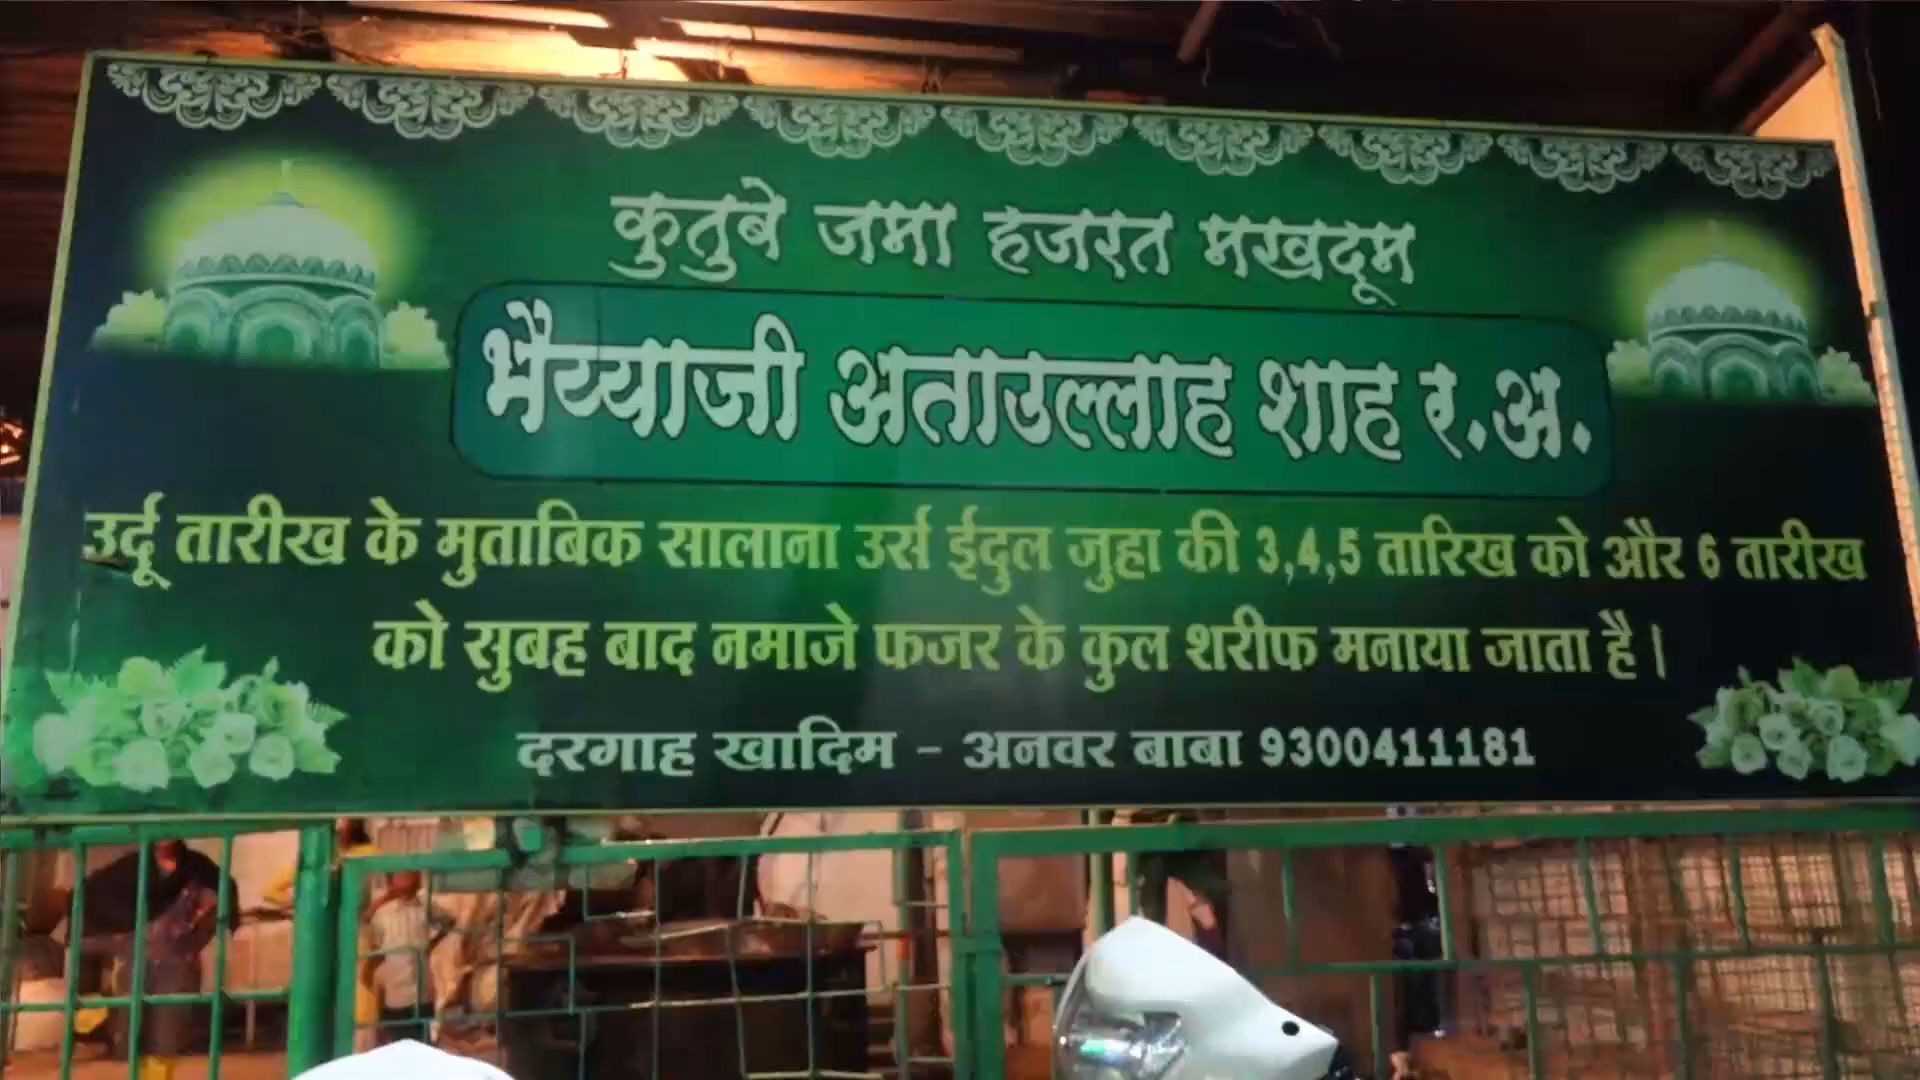 कुतुबे जमा हजरत मखदूम
भैय्याजी अताउल्लाह शाह र.अ.
उर्दू तारीख के मुताबिक सालाना उर्स ईदुल जुहा की 3,4,5 तारिख को और 6 तारीख
को सुबह बाद नमाजे फजर के कुल शरीफ मनाया जाता है।
दरगाह खादिम - अनवर बाबा 9300411181